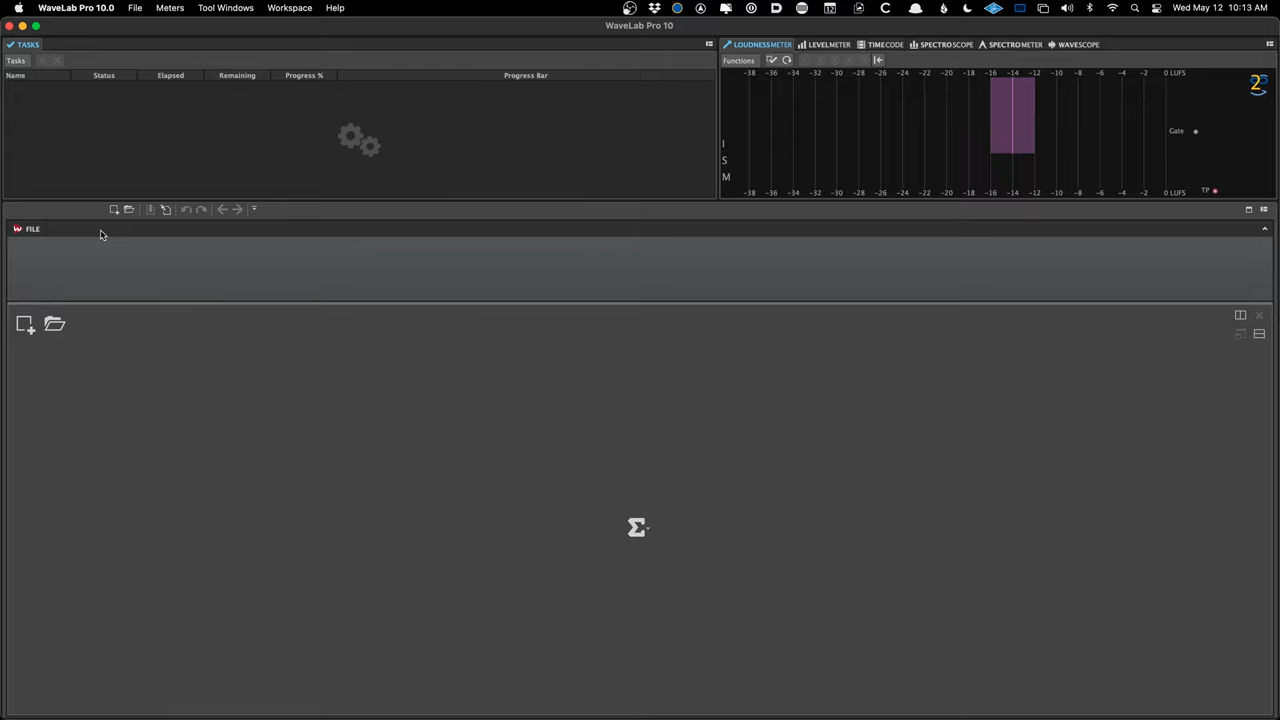 WaveLab Pro 10.0 File Meters Tool Windows Workspace Help Wed May 12 10:13 AM
WaveLab Pro 10
TASKS
Tasks
Name Status Elapsed Remaining Progress % Progress Bar
LOUDNESSMETER LEVELMETER TIMECODE SPECTROSCOPE SPECTROMETER WAVESCOPE
Functions
-38 -36 -34 -32 -30 -28 -26 -24 -22 -20 -18 -16 -14 -12 -10 -8 -6 -4 -2 0 LUFS
Gate
I
S
M
TP
-38 -36 -34 -32 -30 -28 -26 -24 -22 -20 -18 -16 -14 -12 -10 -8 -6 -4 -2 0 LUFS
FILE